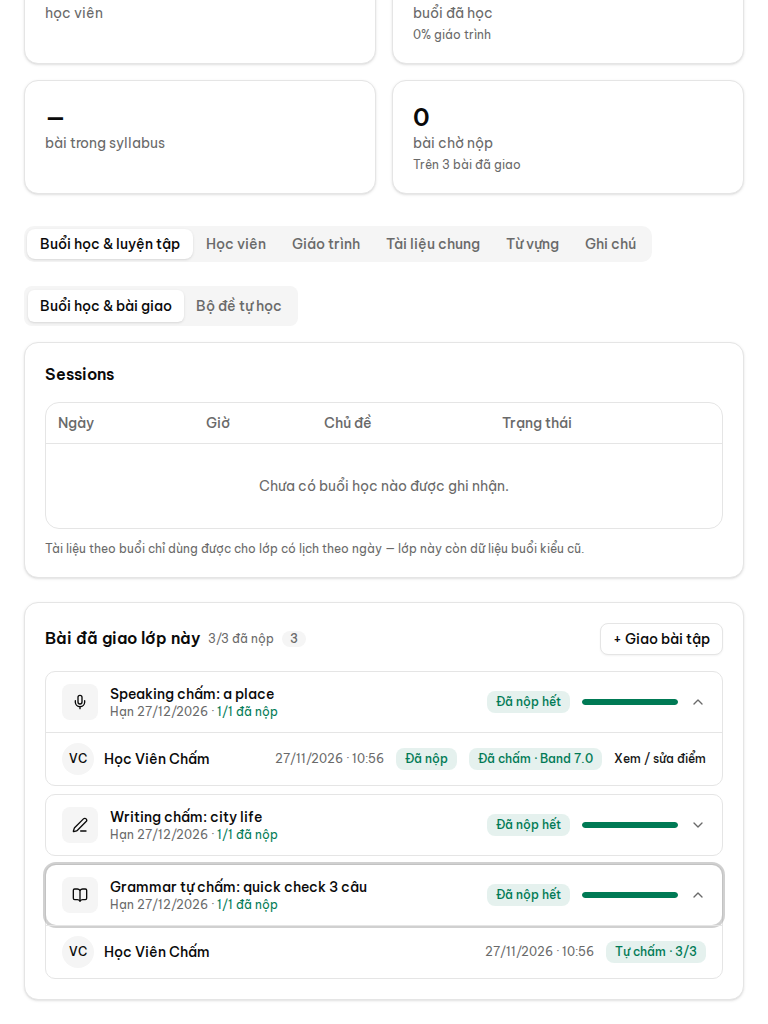 học viên
buổi đã học
0% giáo trình
–
bài trong syllabus
0
bài chờ nộp
Trên 3 bài đã giao
Buổi học & luyện tập Học viên Giáo trình Tài liệu chung Từ vựng Ghi chú
Buổi học & bài giao Bộ đề tự học
Sessions
Ngày Giờ Chủ đề Trạng thái
Chưa có buổi học nào được ghi nhận.
Tài liệu theo buổi chỉ dùng được cho lớp có lịch theo ngày — lớp này còn dữ liệu buổi kiểu cũ.
Bài đã giao lớp này 3/3 đã nộp 3 + Giao bài tập
Speaking chấm: a place Đã nộp hết
Hạn 27/12/2026 · 1/1 đã nộp
VC Học Viên Chấm 27/11/2026 · 10:56 Đã nộp Đã chấm · Band 7.0 Xem / sửa điểm
Writing chấm: city life Đã nộp hết
Hạn 27/12/2026 · 1/1 đã nộp
Grammar tự chấm: quick check 3 câu Đã nộp hết
Hạn 27/12/2026 · 1/1 đã nộp
VC Học Viên Chấm 27/11/2026 · 10:56 Tự chấm · 3/3